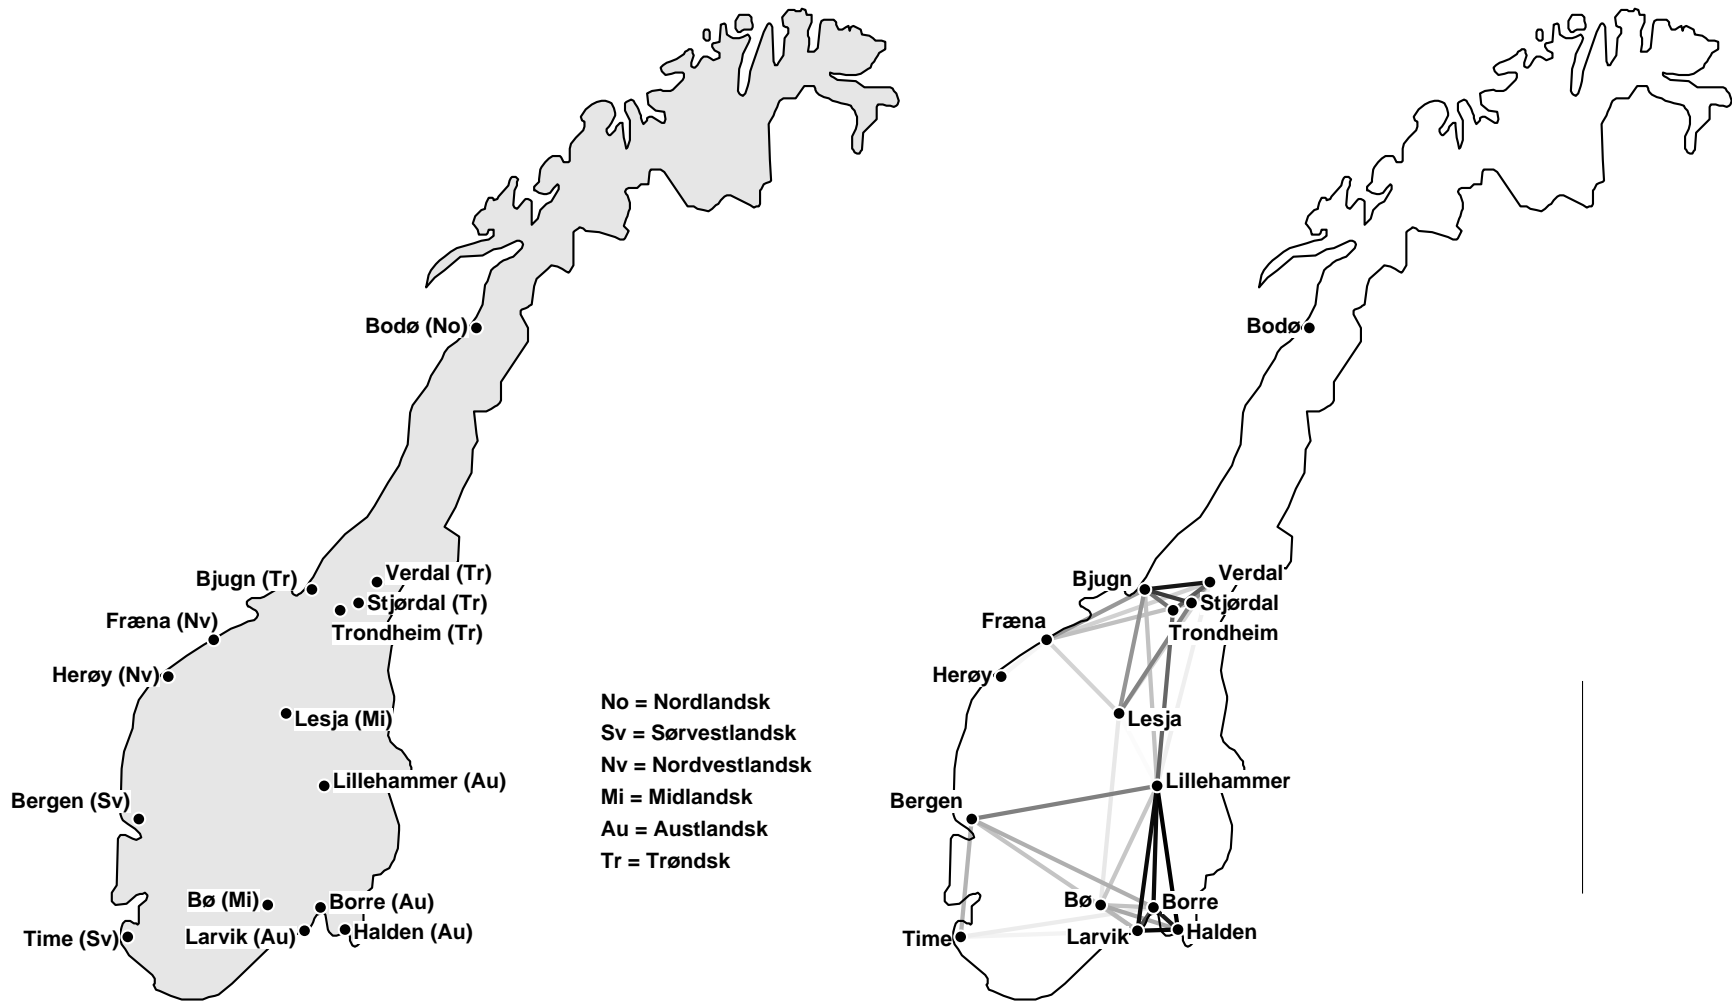 Bodø (No)
Bjugn (Tr)
Verdal (Tr)
Stjørdal (Tr)
Fræna (Nv)
Trondheim (Tr)
Herøy (Nv)
Lesja (Mi)
Lillehammer (Au)
Bergen (Sv)
Bø (Mi)
Borre (Au)
Time (Sv)
Larvik (Au)
Halden (Au)
No = Nordlandsk
Sv = Sørvestlandsk
Nv = Nordvestlandsk
Mi = Midlandsk
Au = Austlandsk
Tr = Trøndsk
Bodø
Bjugn
Verdal
Stjørdal
Fræna
Trondheim
Herøy
Lesja
Lillehammer
Bergen
Bø
Borre
Time
Larvik
Halden